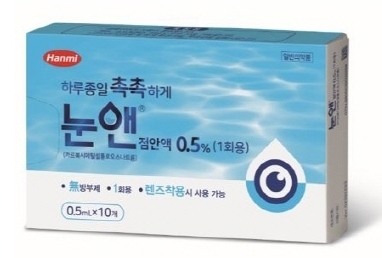 Hanmi
일반의약품
하루종일 촉촉하게
눈앤® 점안액 0.5% (1회용)
(카르복시메틸셀룰로오스나트륨)
• 無방부제 • 1회용 • 렌즈착용시 사용 가능
0.5mL×10개